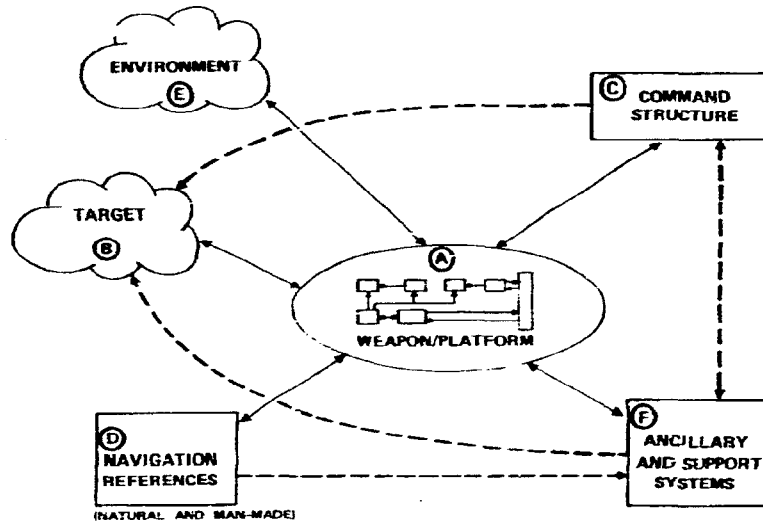 ENVIRONMENT
E
C
COMMAND
STRUCTURE
TARGET
B
A
WEAPON/PLATFORM
D
NAVIGATION
REFERENCES
(NATURAL AND MAN-MADE)
F
ANCILLARY
AND SUPPORT
SYSTEMS